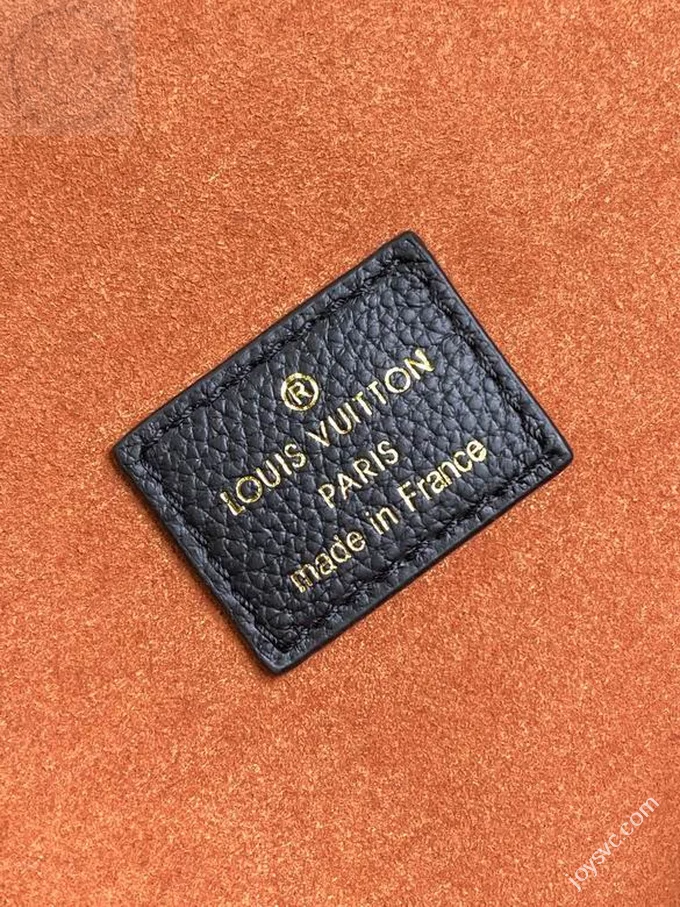 ®
LOUIS VUITTON
PARIS
made in France
joysvc.com